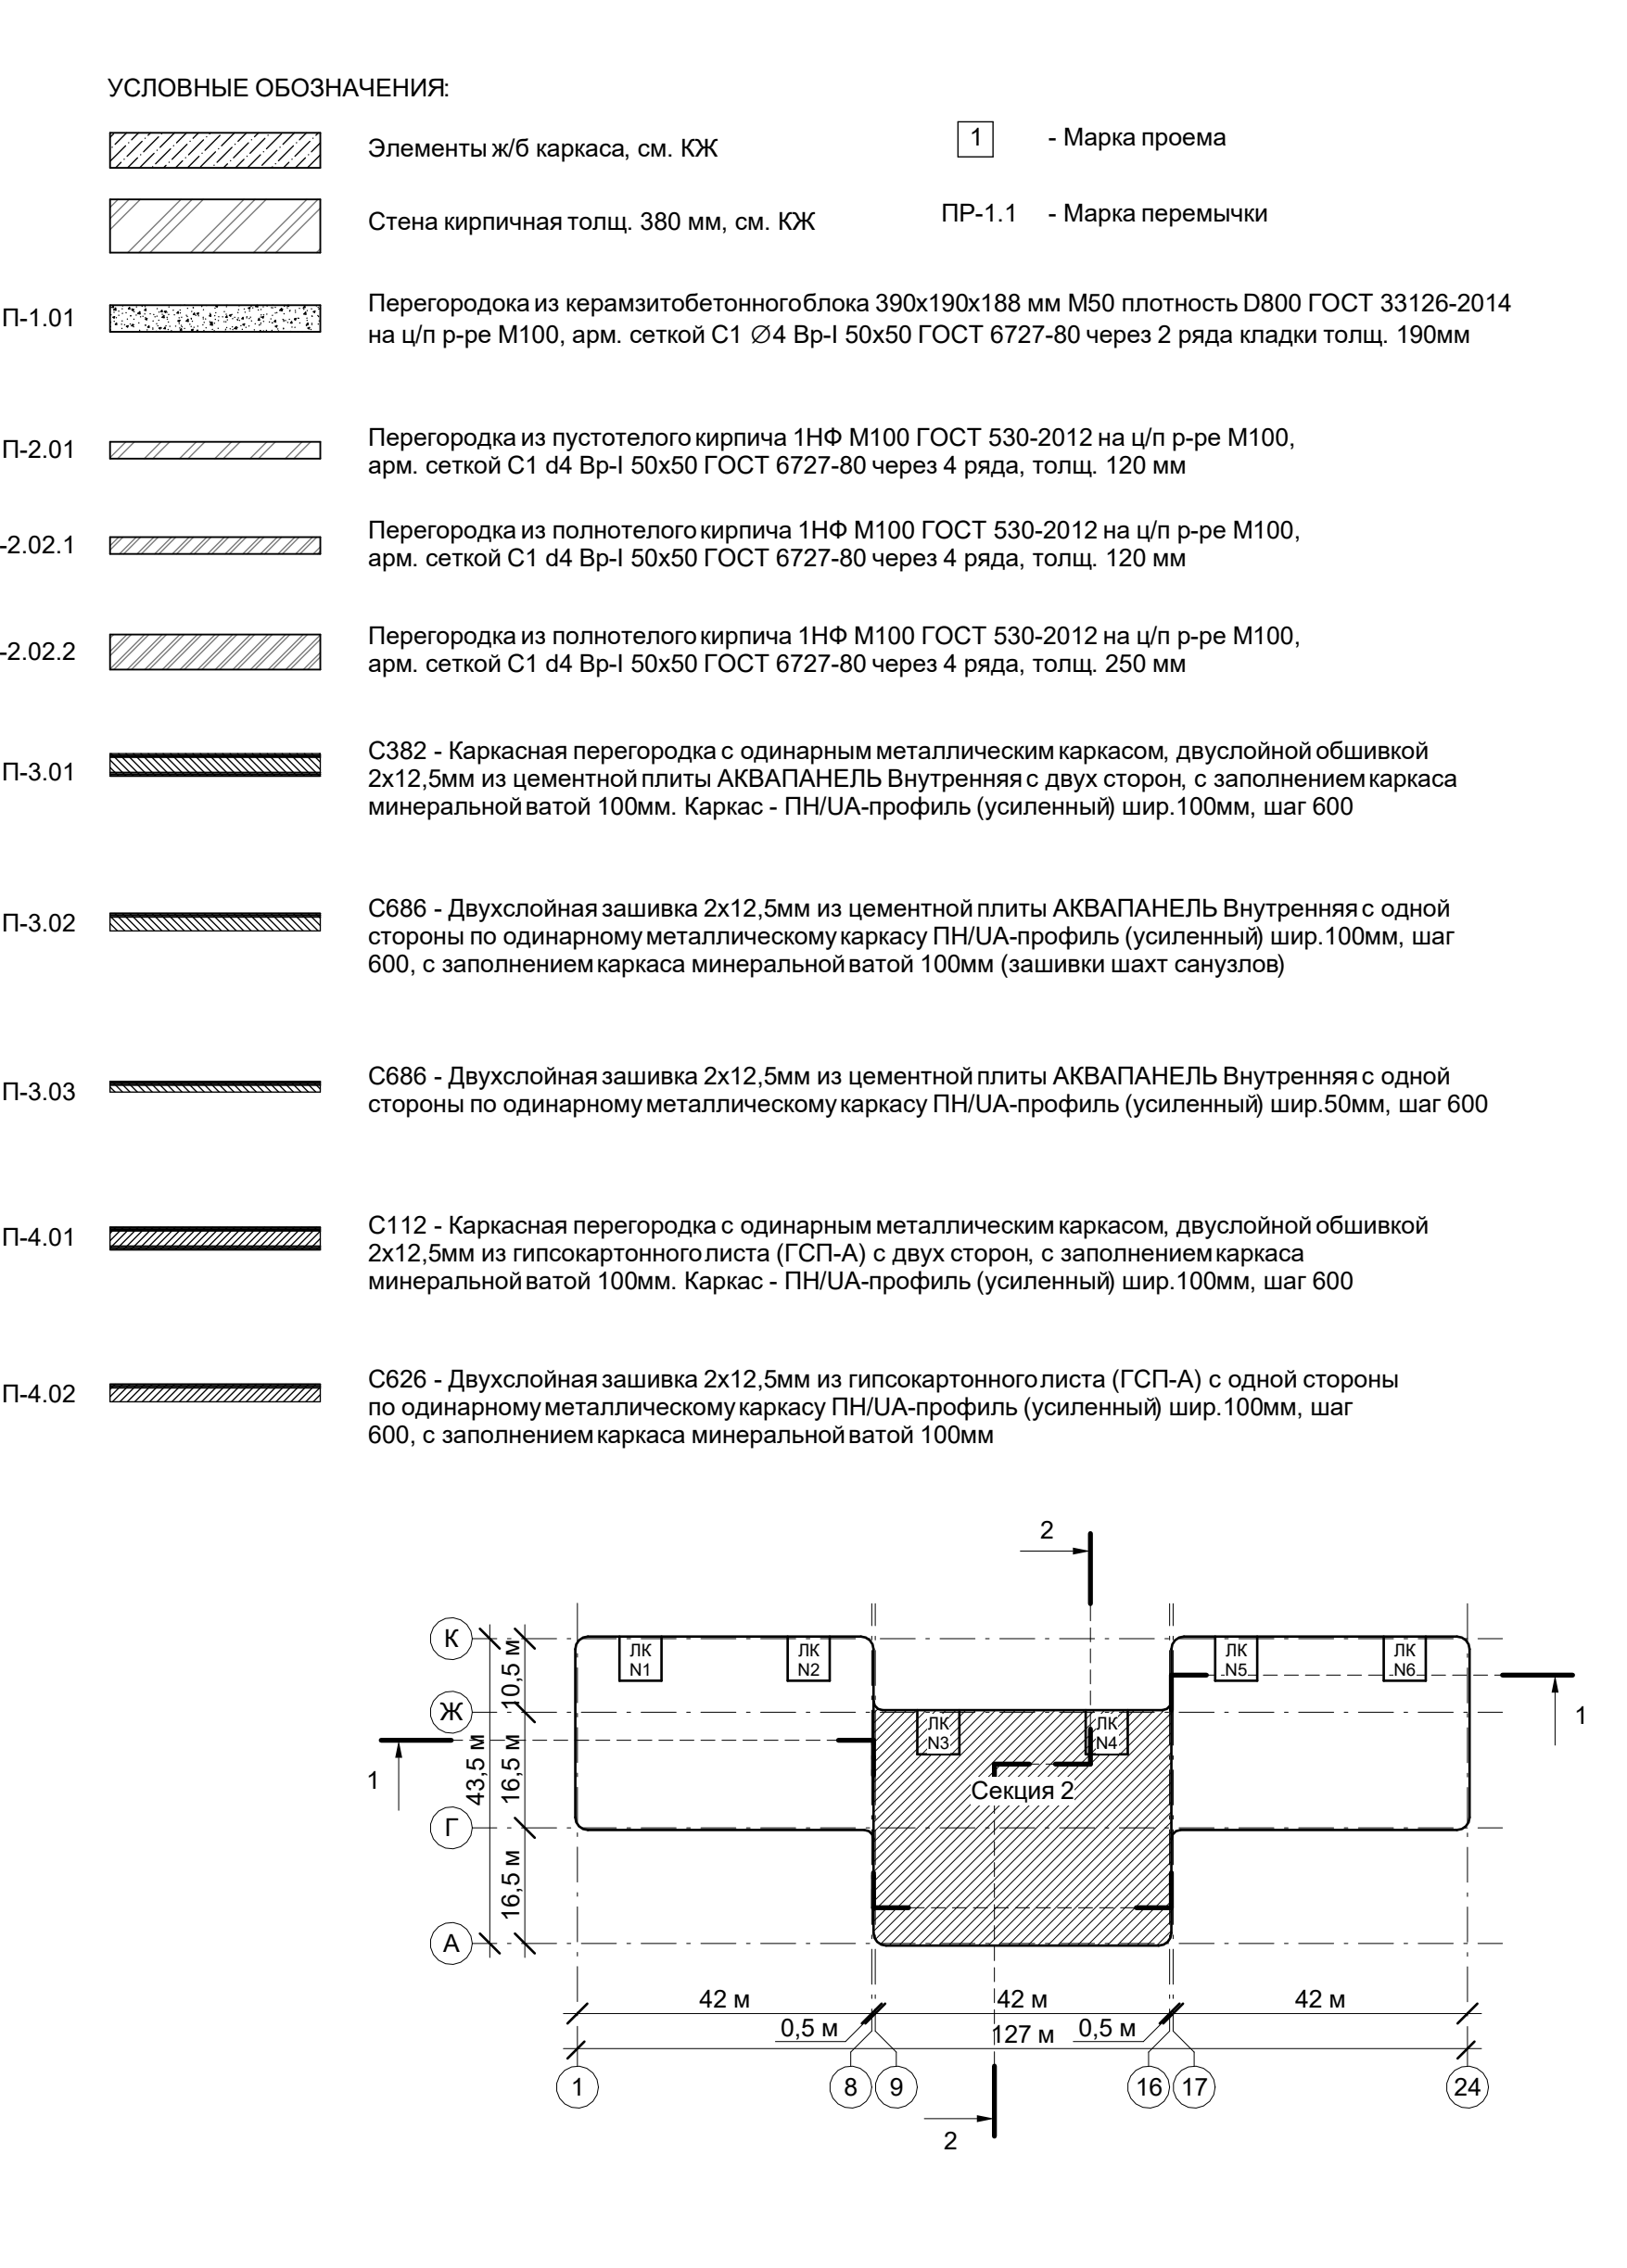 УСЛОВНЫЕ ОБОЗНАЧЕНИЯ:
Элементы ж/б каркаса, см. КЖ
1 - Марка проема
Стена кирпичная толщ. 380 мм, см. КЖ
ПР-1.1 - Марка перемычки
П-1.01
Перегородока из керамзитобетонного блока 390х190х188 мм М50 плотность D800 ГОСТ 33126-2014
на ц/п р-ре М100, арм. сеткой С1 ∅4 Вр-I 50х50 ГОСТ 6727-80 через 2 ряда кладки толщ. 190мм
П-2.01
Перегородка из пустотелого кирпича 1НФ М100 ГОСТ 530-2012 на ц/п р-ре М100,
арм. сеткой С1 d4 Вр-I 50х50 ГОСТ 6727-80 через 4 ряда, толщ. 120 мм
-2.02.1
Перегородка из полнотелого кирпича 1НФ М100 ГОСТ 530-2012 на ц/п р-ре М100,
арм. сеткой С1 d4 Вр-I 50х50 ГОСТ 6727-80 через 4 ряда, толщ. 120 мм
-2.02.2
Перегородка из полнотелого кирпича 1НФ М100 ГОСТ 530-2012 на ц/п р-ре М100,
арм. сеткой С1 d4 Вр-I 50х50 ГОСТ 6727-80 через 4 ряда, толщ. 250 мм
П-3.01
С382 - Каркасная перегородка с одинарным металлическим каркасом, двуслойной обшивкой
2х12,5мм из цементной плиты АКВАПАНЕЛЬ Внутренняя с двух сторон, с заполнением каркаса
минеральной ватой 100мм. Каркас - ПН/UA-профиль (усиленный) шир.100мм, шаг 600
П-3.02
С686 - Двухслойная зашивка 2х12,5мм из цементной плиты АКВАПАНЕЛЬ Внутренняя с одной
стороны по одинарному металлическому каркасу ПН/UA-профиль (усиленный) шир.100мм, шаг
600, с заполнением каркаса минеральной ватой 100мм (зашивки шахт санузлов)
П-3.03
С686 - Двухслойная зашивка 2х12,5мм из цементной плиты АКВАПАНЕЛЬ Внутренняя с одной
стороны по одинарному металлическому каркасу ПН/UA-профиль (усиленный) шир.50мм, шаг 600
П-4.01
С112 - Каркасная перегородка с одинарным металлическим каркасом, двуслойной обшивкой
2х12,5мм из гипсокартонного листа (ГСП-А) с двух сторон, с заполнением каркаса
минеральной ватой 100мм. Каркас - ПН/UA-профиль (усиленный) шир.100мм, шаг 600
П-4.02
С626 - Двухслойная зашивка 2х12,5мм из гипсокартонного листа (ГСП-А) с одной стороны
по одинарному металлическому каркасу ПН/UA-профиль (усиленный) шир.100мм, шаг
600, с заполнением каркаса минеральной ватой 100мм
2
К
ЛК
N1
ЛК
N2
ЛК
N5
ЛК
N6
10,5 м
Ж
ЛК
N3
ЛК
N4
1
1
43,5 м
16,5 м
Секция 2
Г
16,5 м
А
42 м
42 м
42 м
0,5 м
127 м
0,5 м
1
8
9
16
17
24
2